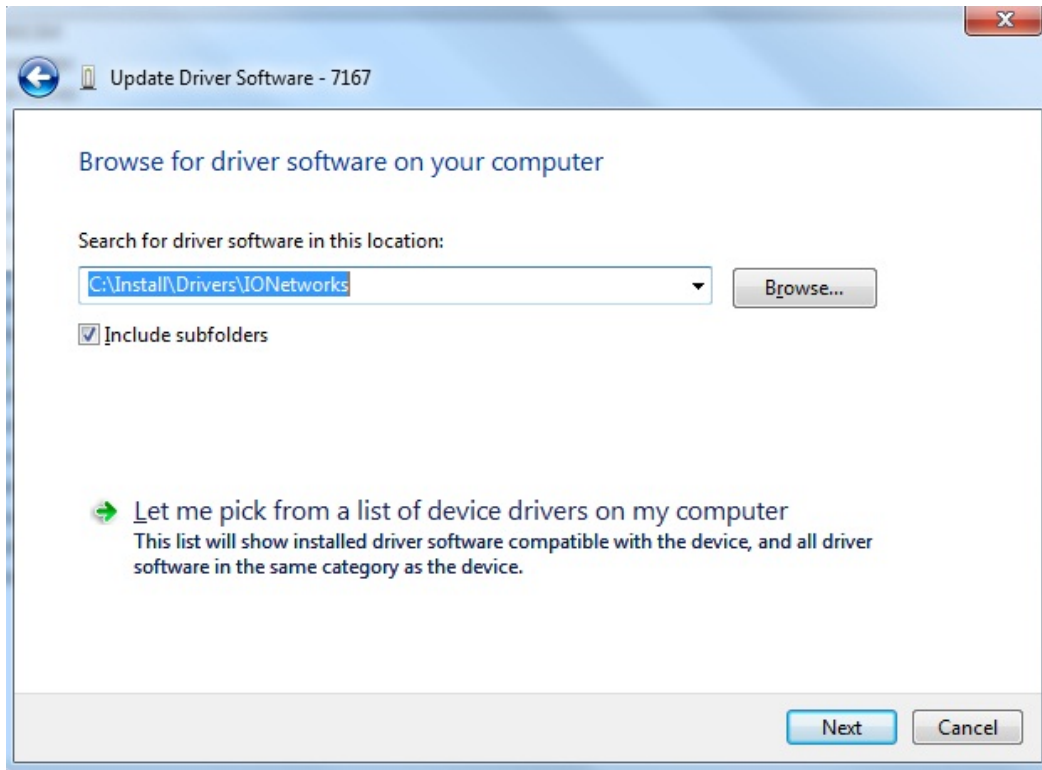 Update Driver Software - 7167
Browse for driver software on your computer
Search for driver software in this location:
C:\Install\Drivers\IONetworks
Browse...
Include subfolders
Let me pick from a list of device drivers on my computer
This list will show installed driver software compatible with the device, and all driver
software in the same category as the device.
Next
Cancel